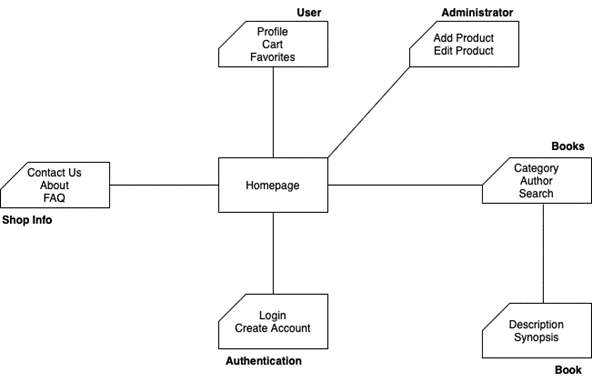 User
Profile
Cart
Favorites
Administrator
Add Product
Edit Product
Contact Us
About
FAQ
Shop Info
Homepage
Books
Category
Author
Search
Login
Create Account
Authentication
Description
Synopsis
Book